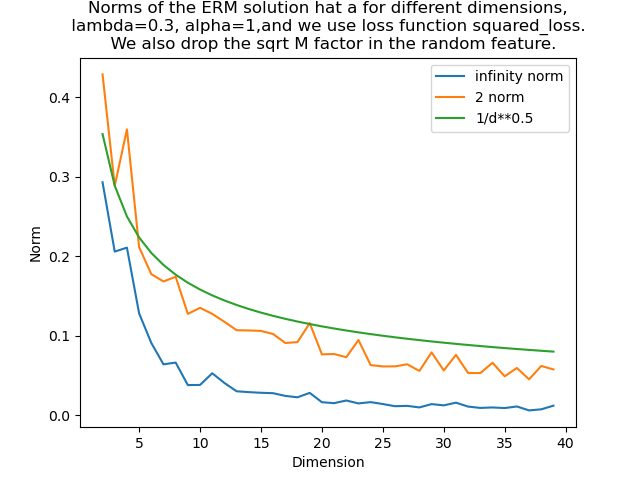 Norms of the ERM solution hat a for different dimensions,
lambda=0.3, alpha=1,and we use loss function squared_loss.
We also drop the sqrt M factor in the random feature.
infinity norm
2 norm
1/d**0.5
Norm
0.4
0.3
0.2
0.1
0.0
5 10 15 20 25 30 35 40
Dimension